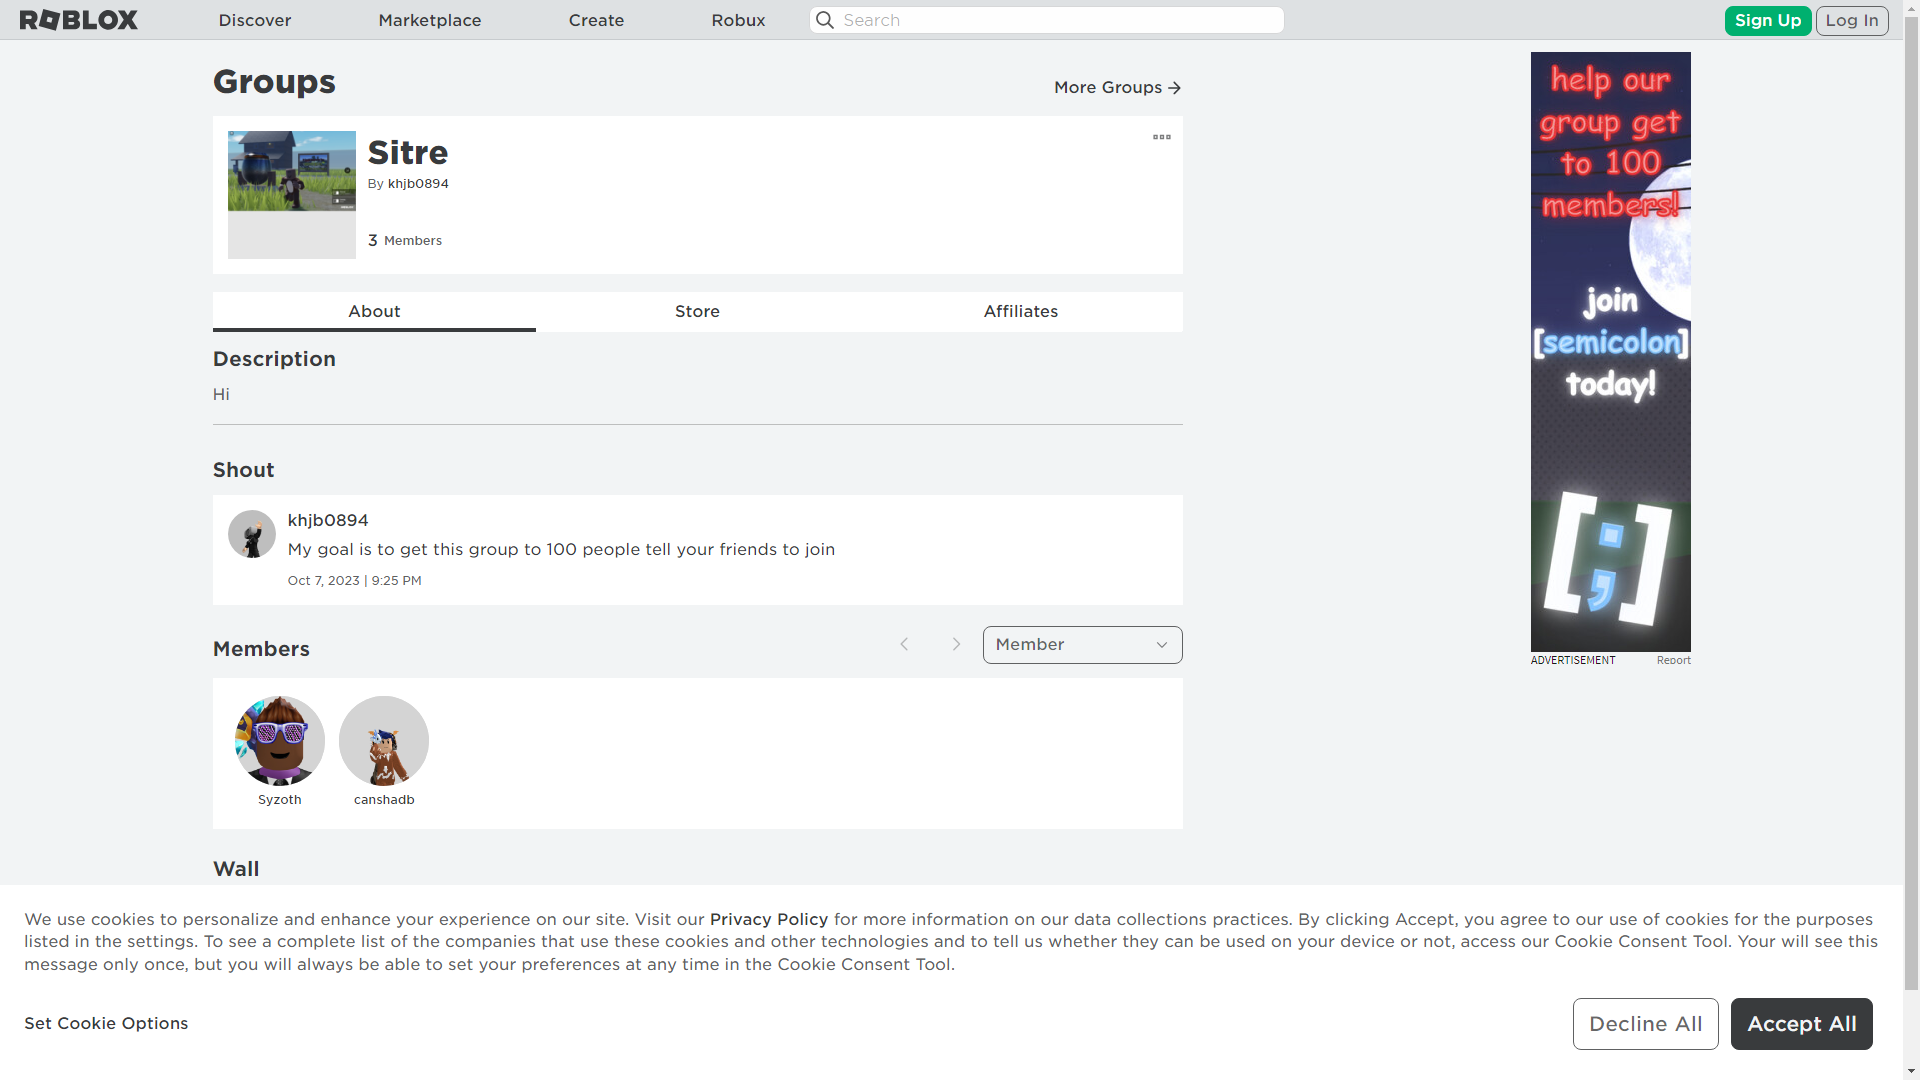 ROBLOX
Discover
Marketplace
Create
Robux
Search
Sign Up
Log In
Groups
More Groups
Sitre
By khjb0894
3 Members
About
Store
Affiliates
Description
Hi
Shout
khjb0894
My goal is to get this group to 100 people tell your friends to join
Oct 7, 2023 | 9:25 PM
Members
Member
Syzoth
canshadb
Wall
help our
group get
to 100
members!
join
[semicolon]
today!
[;]
ADVERTISEMENT
Report
We use cookies to personalize and enhance your experience on our site. Visit our Privacy Policy for more information on our data collections practices. By clicking Accept, you agree to our use of cookies for the purposes
listed in the settings. To see a complete list of the companies that use these cookies and other technologies and to tell us whether they can be used on your device or not, access our Cookie Consent Tool. Your will see this
message only once, but you will always be able to set your preferences at any time in the Cookie Consent Tool.
Set Cookie Options
Decline All
Accept All